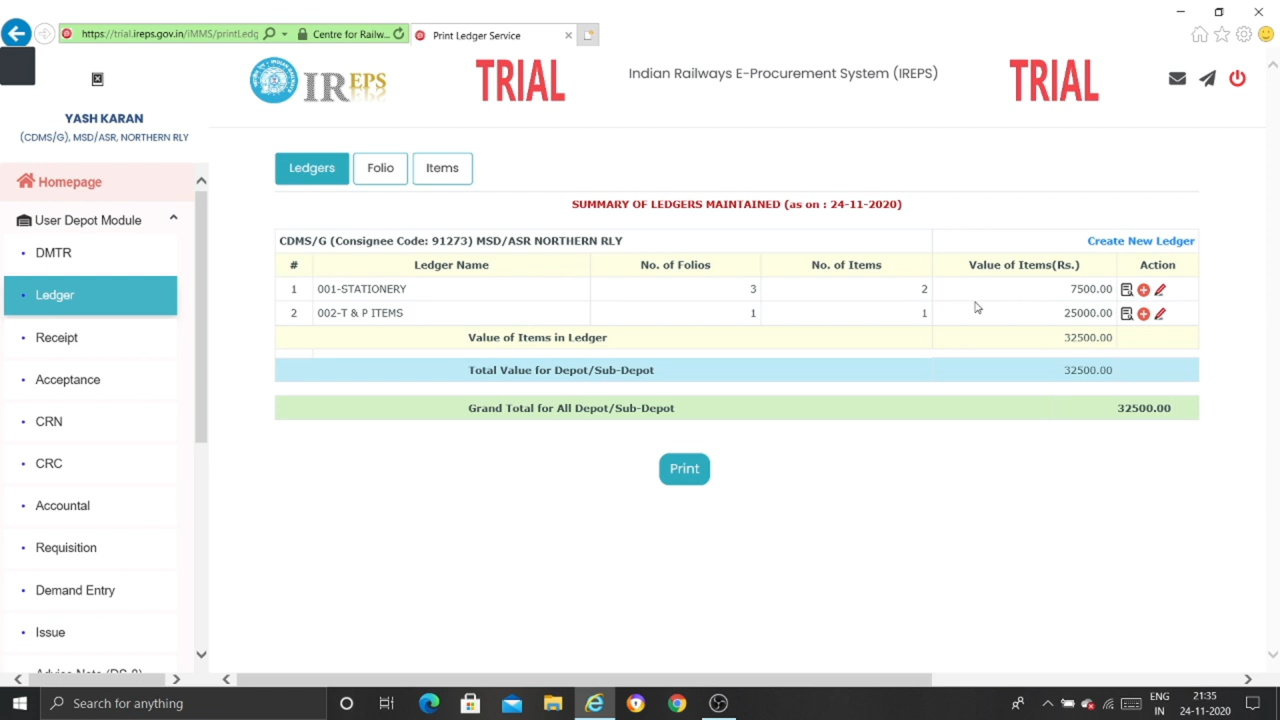 https://trial.ireps.gov.in/iMMS/printLedg
Centre for Railw...
Print Ledger Service
IREPS
TRIAL
Indian Railways E-Procurement System (IREPS)
TRIAL
YASH KARAN
(CDMS/G), MSD/ASR, NORTHERN RLY
Homepage
User Depot Module
DMTR
Ledger
Receipt
Acceptance
CRN
CRC
Accountal
Requisition
Demand Entry
Issue
Ledgers Folio Items
SUMMARY OF LEDGERS MAINTAINED (as on : 24-11-2020)
CDMS/G (Consignee Code: 91273) MSD/ASR NORTHERN RLY Create New Ledger
# Ledger Name No. of Folios No. of Items Value of Items(Rs.) Action
1 001-STATIONERY 3 2 7500.00
2 002-T & P ITEMS 1 1 25000.00
Value of Items in Ledger 32500.00
Total Value for Depot/Sub-Depot 32500.00
Grand Total for All Depot/Sub-Depot 32500.00
Print
Search for anything
ENG
IN
21:35
24-11-2020